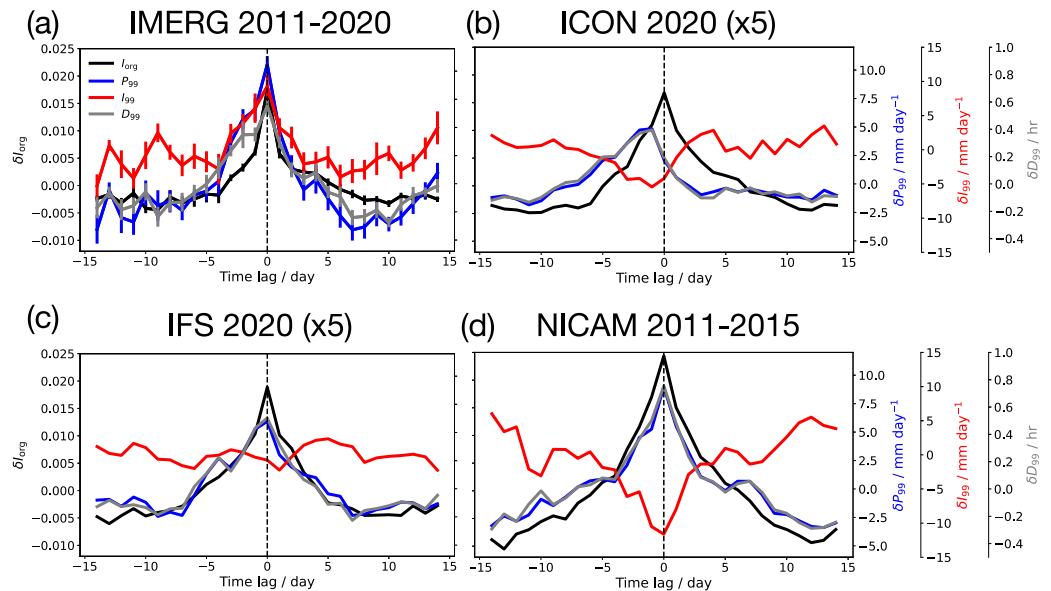 (a) IMERG 2011-2020
(b) ICON 2020 (x5)
I_org
P_99
I_99
D_99
δI_org
0.025
0.020
0.015
0.010
0.005
0.000
−0.005
−0.010
−15 −10 −5 0 5 10 15
Time lag / day
−15 −10 −5 0 5 10 15
Time lag / day
10.0
7.5
5.0
2.5
0.0
−2.5
−5.0
δP_99 / mm day⁻¹
15
10
5
0
−5
−10
−15
δI_99 / mm day⁻¹
1.0
0.8
0.6
0.4
0.2
0.0
−0.2
−0.4
δD_99 / hr
(c) IFS 2020 (x5)
(d) NICAM 2011-2015
δI_org
0.025
0.020
0.015
0.010
0.005
0.000
−0.005
−0.010
−15 −10 −5 0 5 10 15
Time lag / day
−15 −10 −5 0 5 10 15
Time lag / day
10.0
7.5
5.0
2.5
0.0
−2.5
−5.0
δP_99 / mm day⁻¹
15
10
5
0
−5
−10
−15
δI_99 / mm day⁻¹
1.0
0.8
0.6
0.4
0.2
0.0
−0.2
−0.4
δD_99 / hr